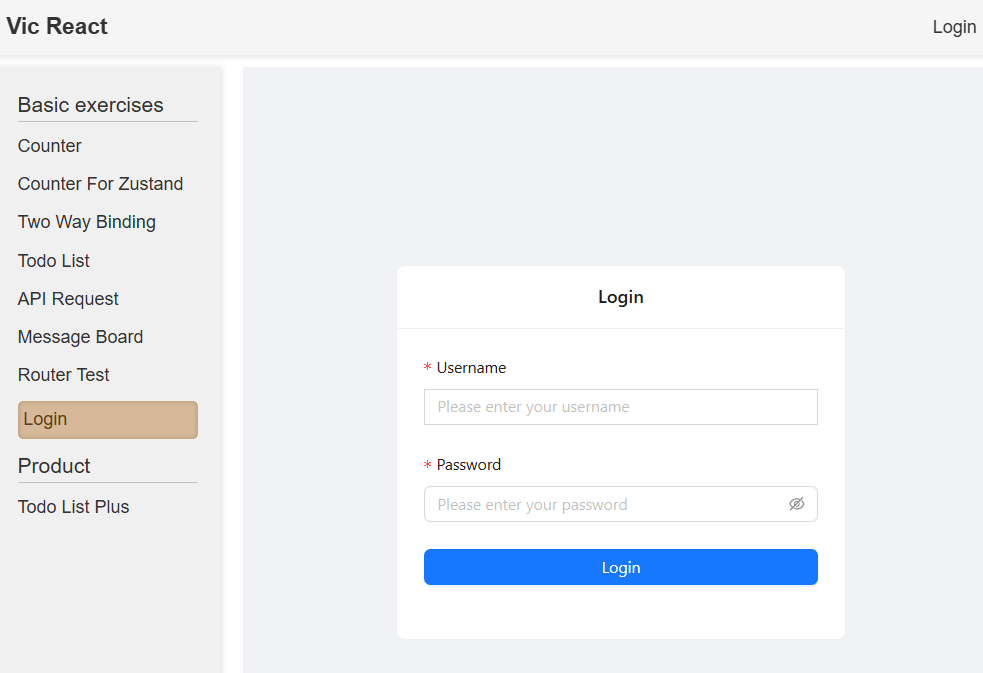 Vic React
Login
Basic exercises
Counter
Counter For Zustand
Two Way Binding
Todo List
API Request
Message Board
Router Test
Login
Product
Todo List Plus
Login
* Username
Please enter your username
* Password
Please enter your password
Login